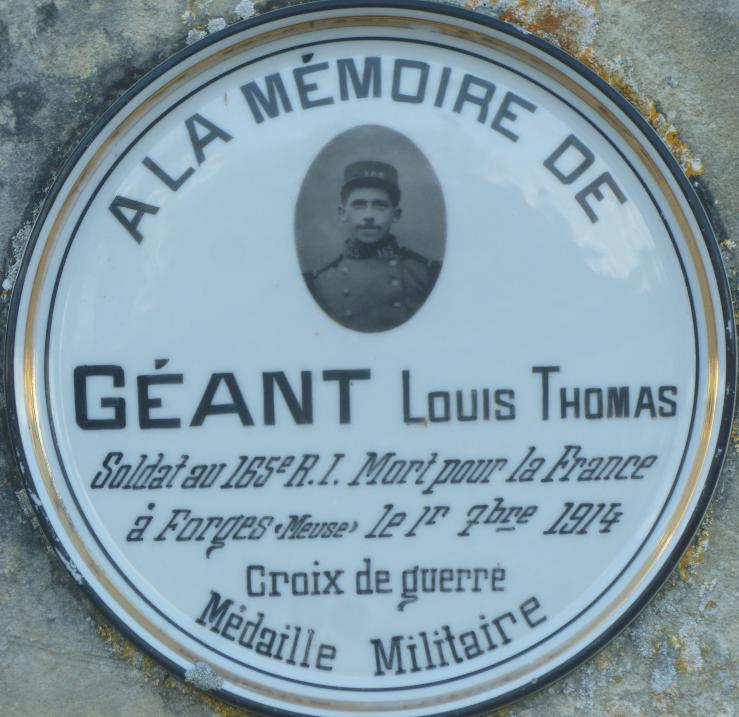 A LA MÉMOIRE DE
GÉANT LOUIS THOMAS
Soldat au 165e R.I. Mort pour la France
à Forges (Meuse) le 1r 7bre 1914
Croix de guerre
Médaille Militaire